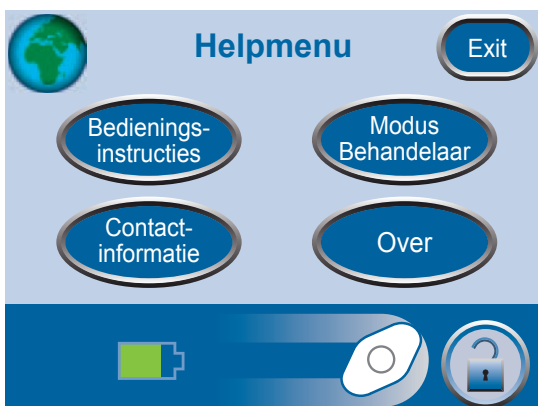 Helpmenu
Exit
Bedienings-
instructies
Modus
Behandelaar
Contact-
informatie
Over